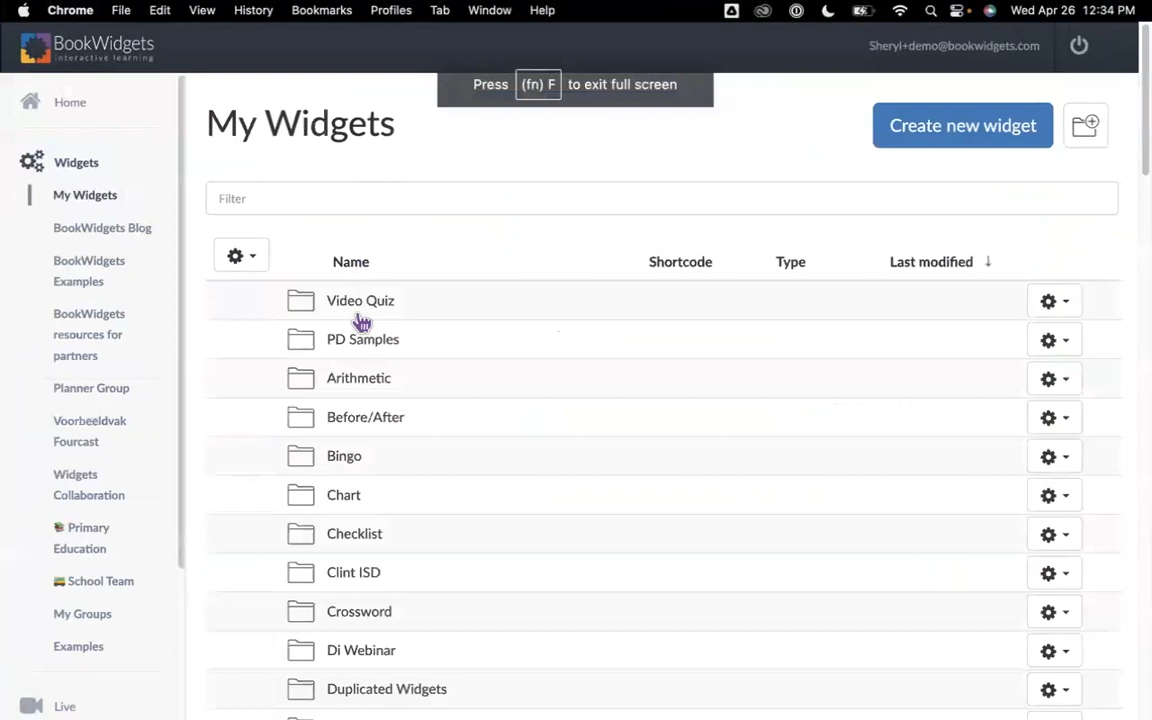 Chrome File Edit View History Bookmarks Profiles Tab Window Help Wed Apr 26 12:34 PM
BookWidgets
interactive learning
Sheryl+demo@bookwidgets.com
Press (fn) F to exit full screen
Home
Widgets
My Widgets
BookWidgets Blog
BookWidgets
Examples
BookWidgets
resources for
partners
Planner Group
Voorbeeldvak
Fourcast
Widgets
Collaboration
Primary
Education
School Team
My Groups
Examples
Live
My Widgets
Create new widget
Filter
Name Shortcode Type Last modified ↓
Video Quiz
PD Samples
Arithmetic
Before/After
Bingo
Chart
Checklist
Clint ISD
Crossword
Di Webinar
Duplicated Widgets